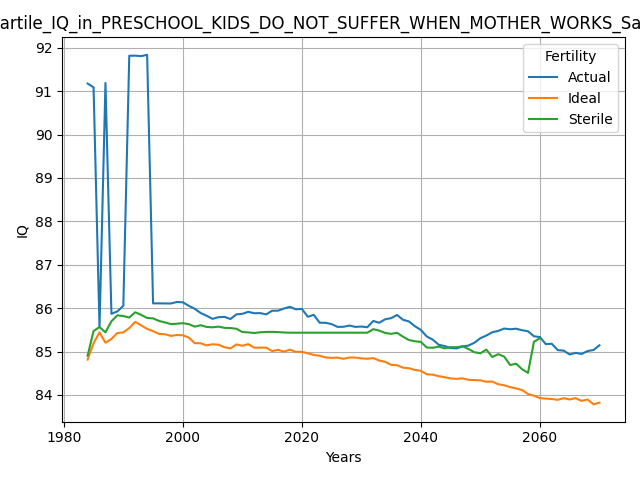 artile_IQ_in_PRESCHOOL_KIDS_DO_NOT_SUFFER_WHEN_MOTHER_WORKS_Sa
Fertility
Actual
Ideal
Sterile
92
91
90
89
88
87
86
85
84
IQ
1980
2000
2020
2040
2060
Years